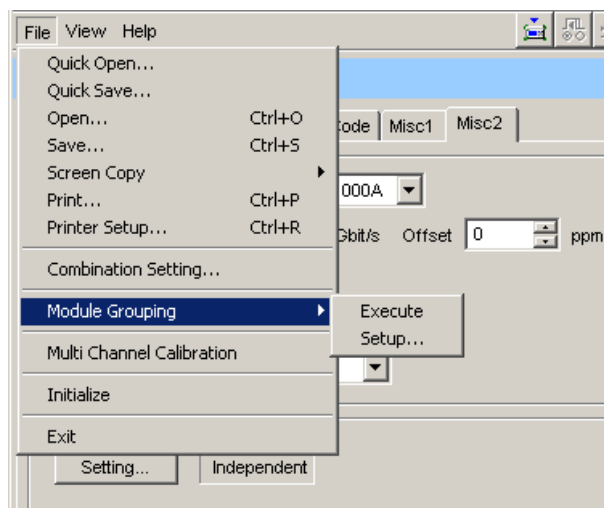 File View Help
Quick Open...
Quick Save...
Open... Ctrl+O
Save... Ctrl+S
Screen Copy
Print... Ctrl+P
Printer Setup... Ctrl+R
Combination Setting...
Module Grouping
Execute
Setup...
Multi Channel Calibration
Initialize
Exit
Misc1 Misc2
000A
Gbit/s Offset 0 ppm
Setting... Independent